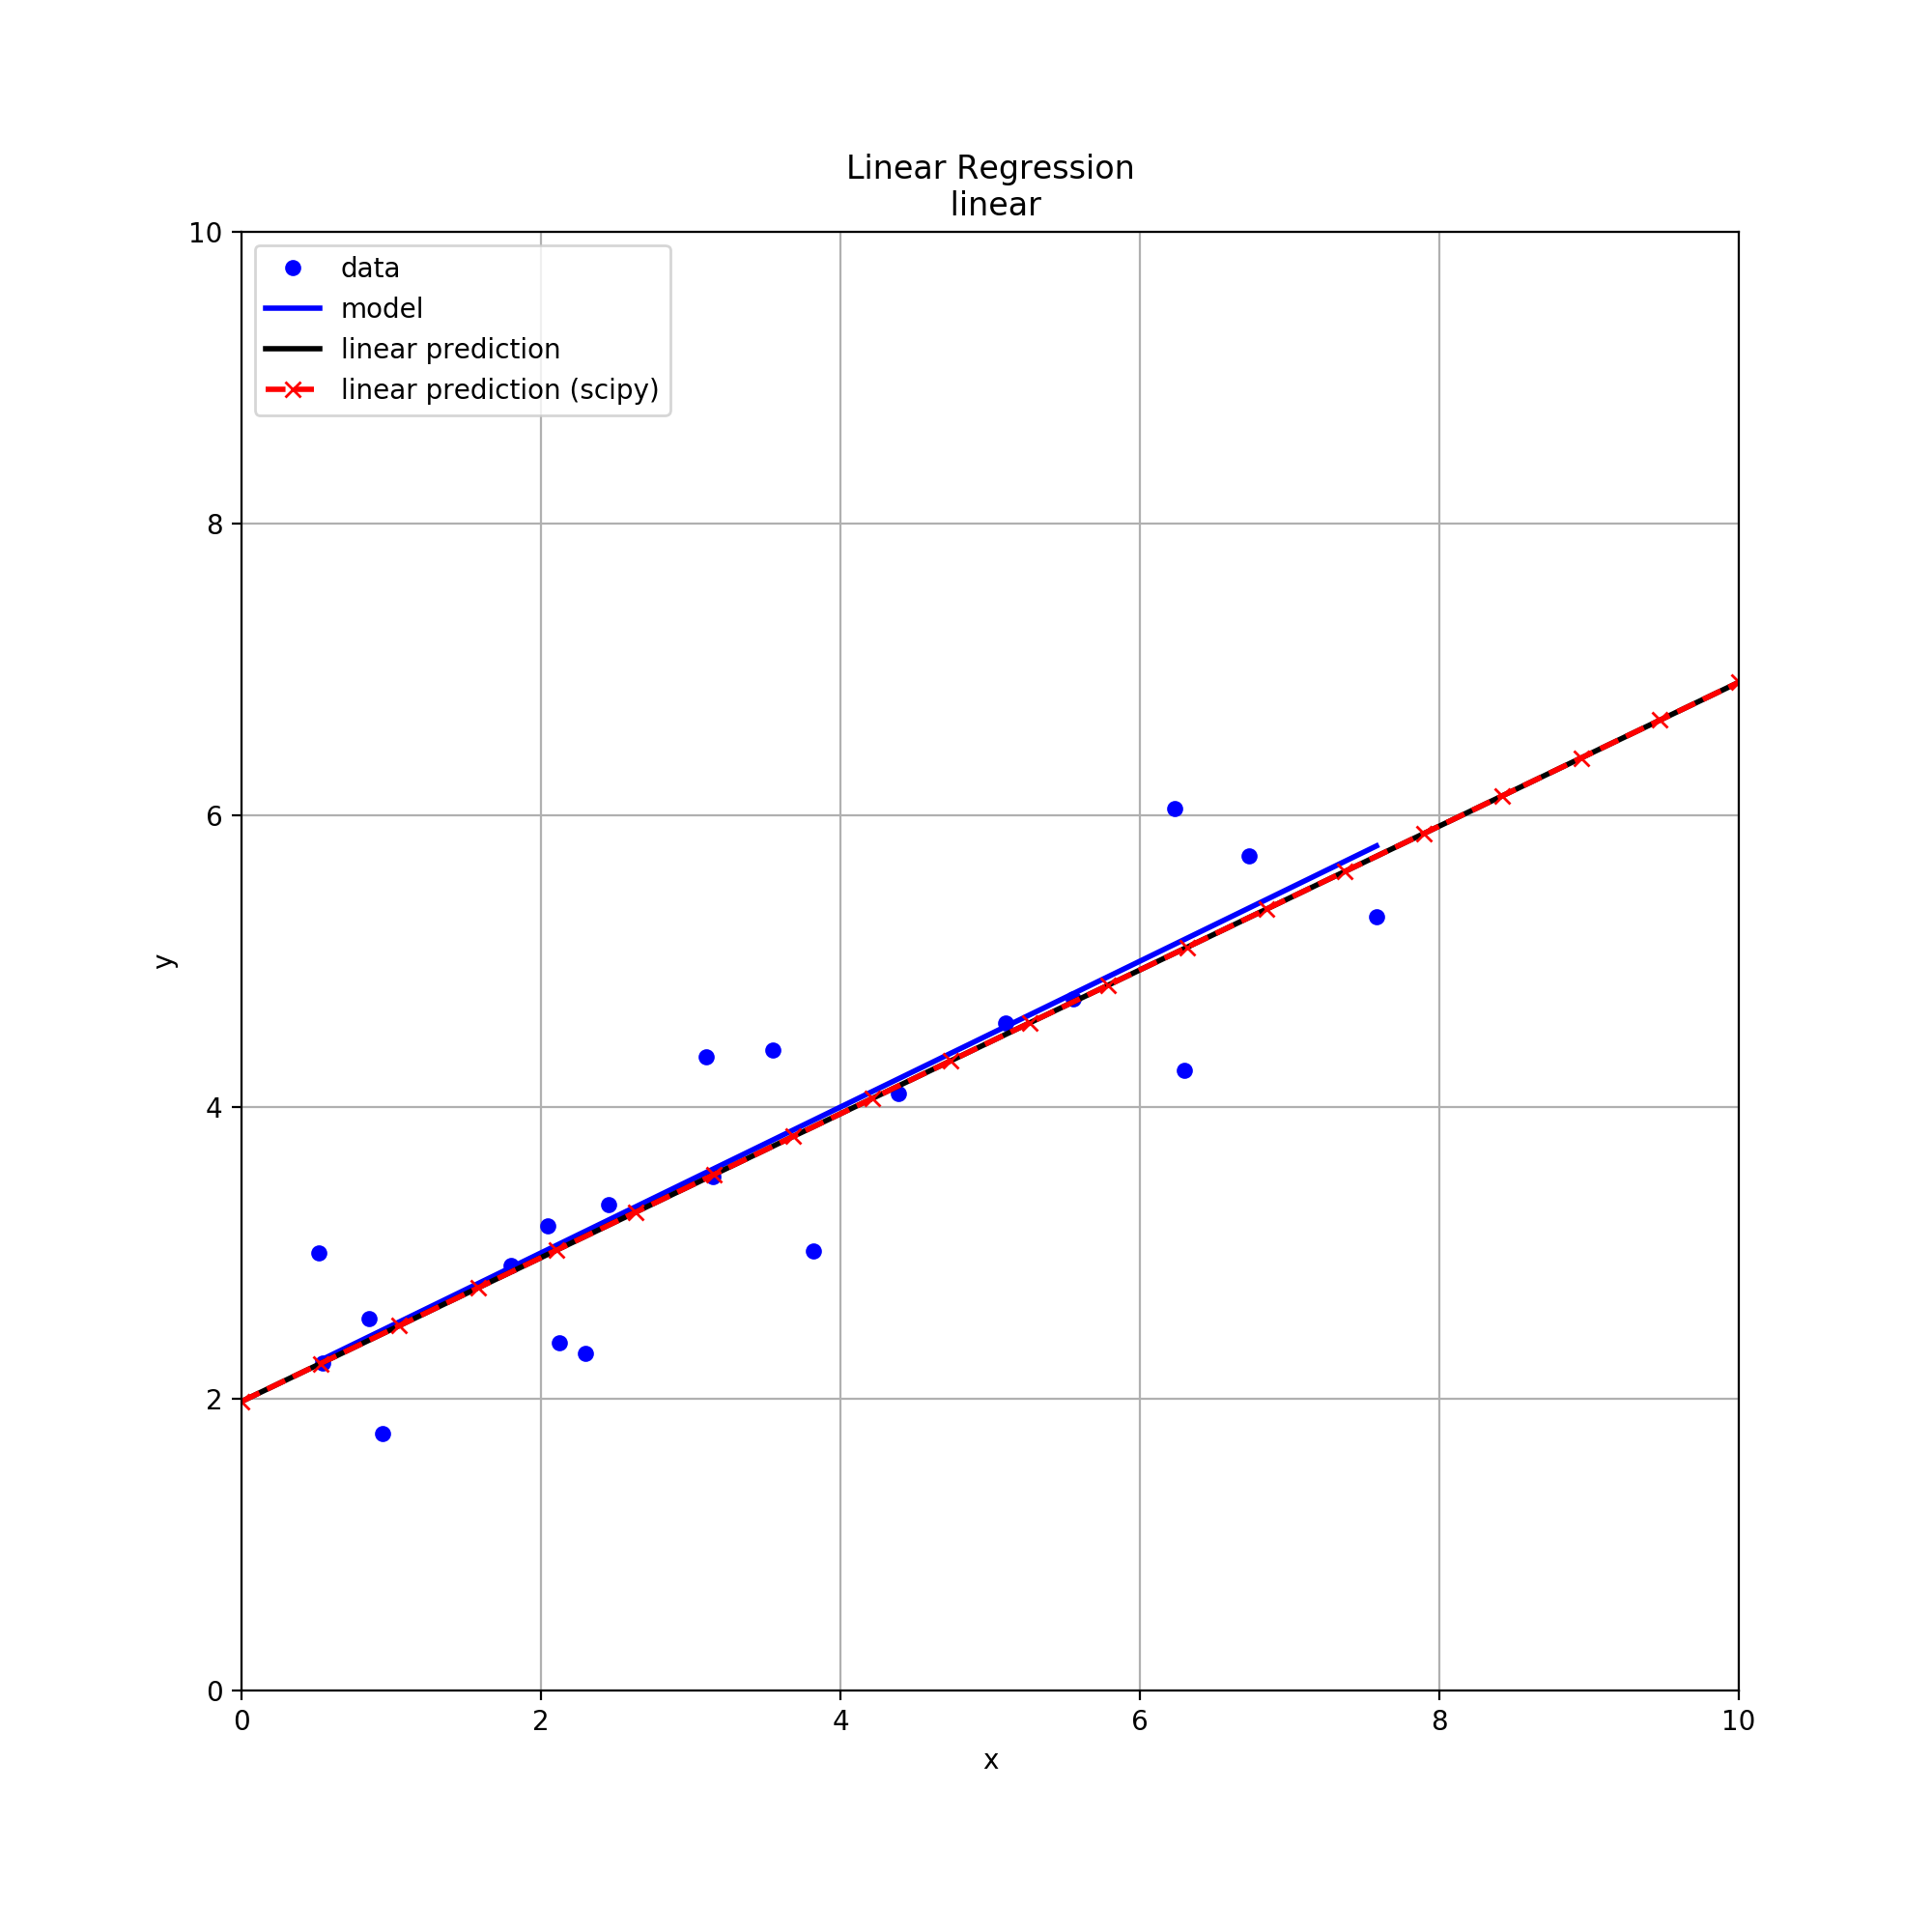 Linear Regression
linear
data
model
linear prediction
linear prediction (scipy)
10
8
6
4
2
0
y
0 2 4 6 8 10
x